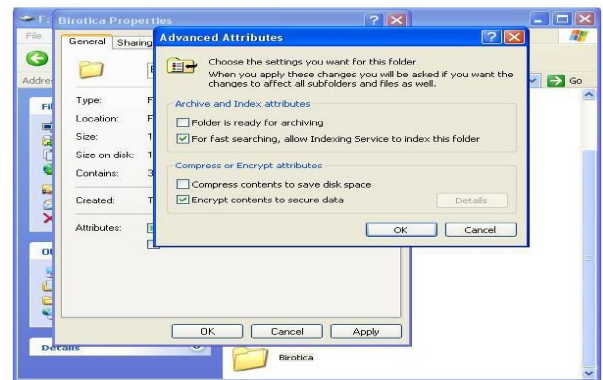 F:
Birotica Properties
File
General Sharing
Advanced Attributes
Choose the settings you want for this folder
When you apply these changes you will be asked if you want the
changes to affect all subfolders and files as well.
Archive and Index attributes
Folder is ready for archiving
For fast searching, allow Indexing Service to index this folder
Compress or Encrypt attributes
Compress contents to save disk space
Encrypt contents to secure data
Details
OK Cancel
Go
Type: F
Location: F
Size: 1
Size on disk: 1
Contains: 3
Created: T
Attributes:
OK Cancel Apply
Details
Birotica